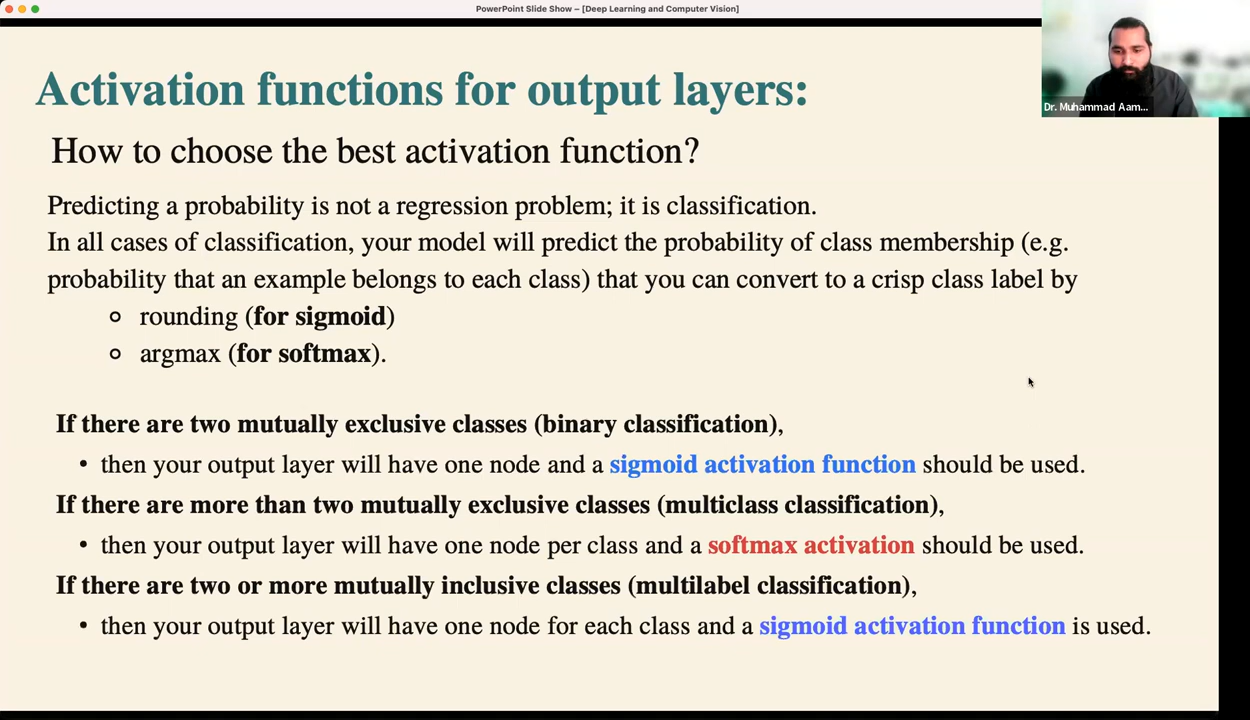 PowerPoint Slide Show – [Deep Learning and Computer Vision]
Dr. Muhammad Aam...
Activation functions for output layers:
How to choose the best activation function?
Predicting a probability is not a regression problem; it is classification.
In all cases of classification, your model will predict the probability of class membership (e.g.
probability that an example belongs to each class) that you can convert to a crisp class label by
rounding (for sigmoid)
argmax (for softmax).
If there are two mutually exclusive classes (binary classification),
• then your output layer will have one node and a sigmoid activation function should be used.
If there are more than two mutually exclusive classes (multiclass classification),
• then your output layer will have one node per class and a softmax activation should be used.
If there are two or more mutually inclusive classes (multilabel classification),
• then your output layer will have one node for each class and a sigmoid activation function is used.